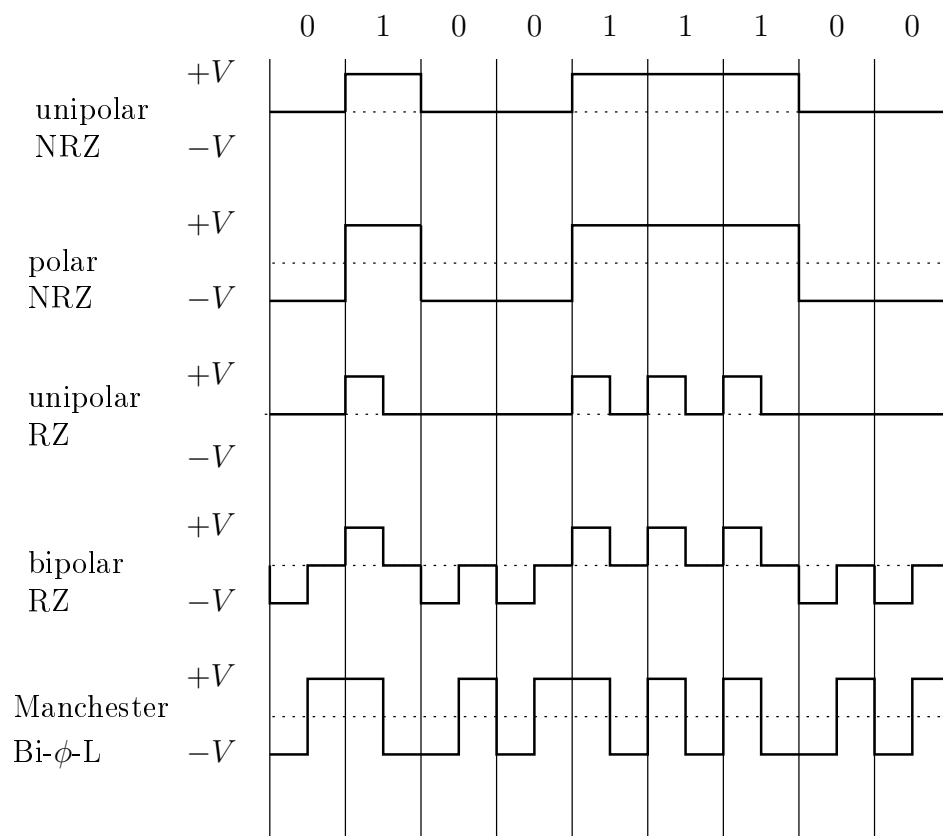 0 1 0 0 1 1 1 0 0
+V
unipolar
NRZ
−V
+V
polar
NRZ
−V
+V
unipolar
RZ
−V
+V
bipolar
RZ
−V
+V
Manchester
Bi-ϕ-L
−V